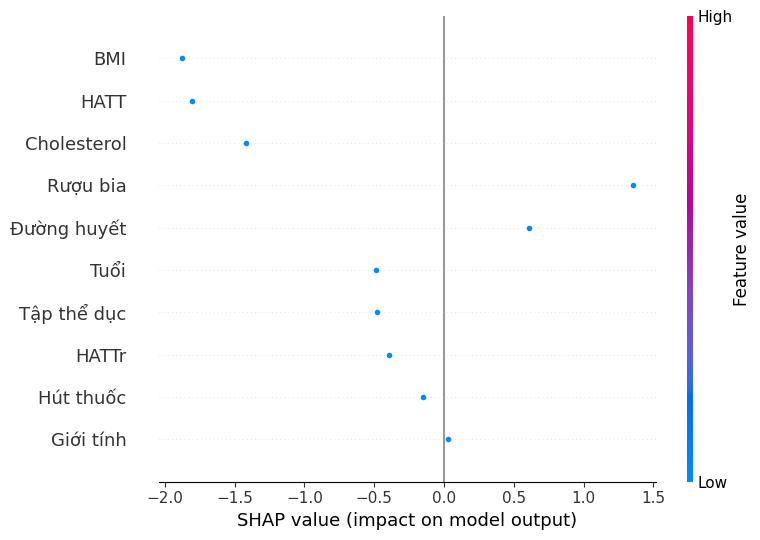 High
BMI
HATT
Cholesterol
Rượu bia
Đường huyết
Tuổi
Tập thể dục
HATTr
Hút thuốc
Giới tính
Feature value
Low
−2.0 −1.5 −1.0 −0.5 0.0 0.5 1.0 1.5
SHAP value (impact on model output)